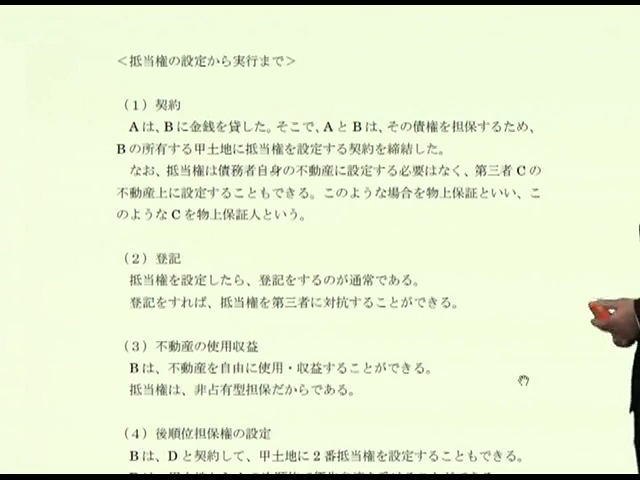 ＜抵当権の設定から実行まで＞
（1）契約
Aは、Bに金銭を貸した。そこで、AとBは、その債権を担保するため、
Bの所有する甲土地に抵当権を設定する契約を締結した。
なお、抵当権は債務者自身の不動産に設定する必要はなく、第三者Cの
不動産上に設定することもできる。このような場合を物上保証といい、こ
のようなCを物上保証人という。
（2）登記
抵当権を設定したら、登記をするのが通常である。
登記をすれば、抵当権を第三者に対抗することができる。
（3）不動産の使用収益
Bは、不動産を自由に使用・収益することができる。
抵当権は、非占有型担保だからである。
（4）後順位担保権の設定
Bは、Dと契約して、甲土地に2番抵当権を設定することもできる。